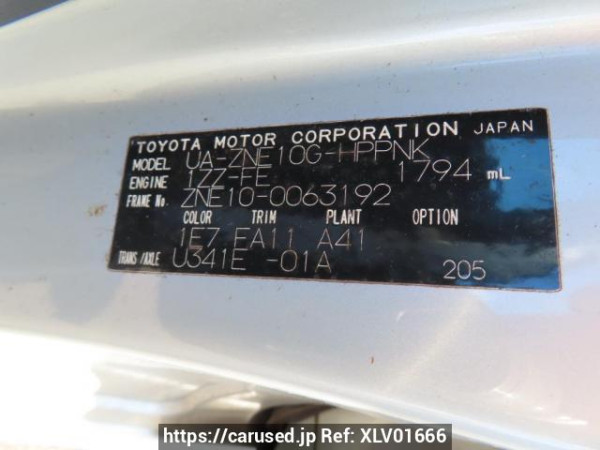 TOYOTA MOTOR CORPORATION JAPAN
MODEL UA-ZNE10G-HPPNK
ENGINE 1ZZ-FE 1794 mL
FRAME No. ZNE10-0063192
COLOR TRIM PLANT OPTION
1E7 EA11 A41
TRANS/AXLE U341E -01A 205
https://carused.jp Ref: XLV01666